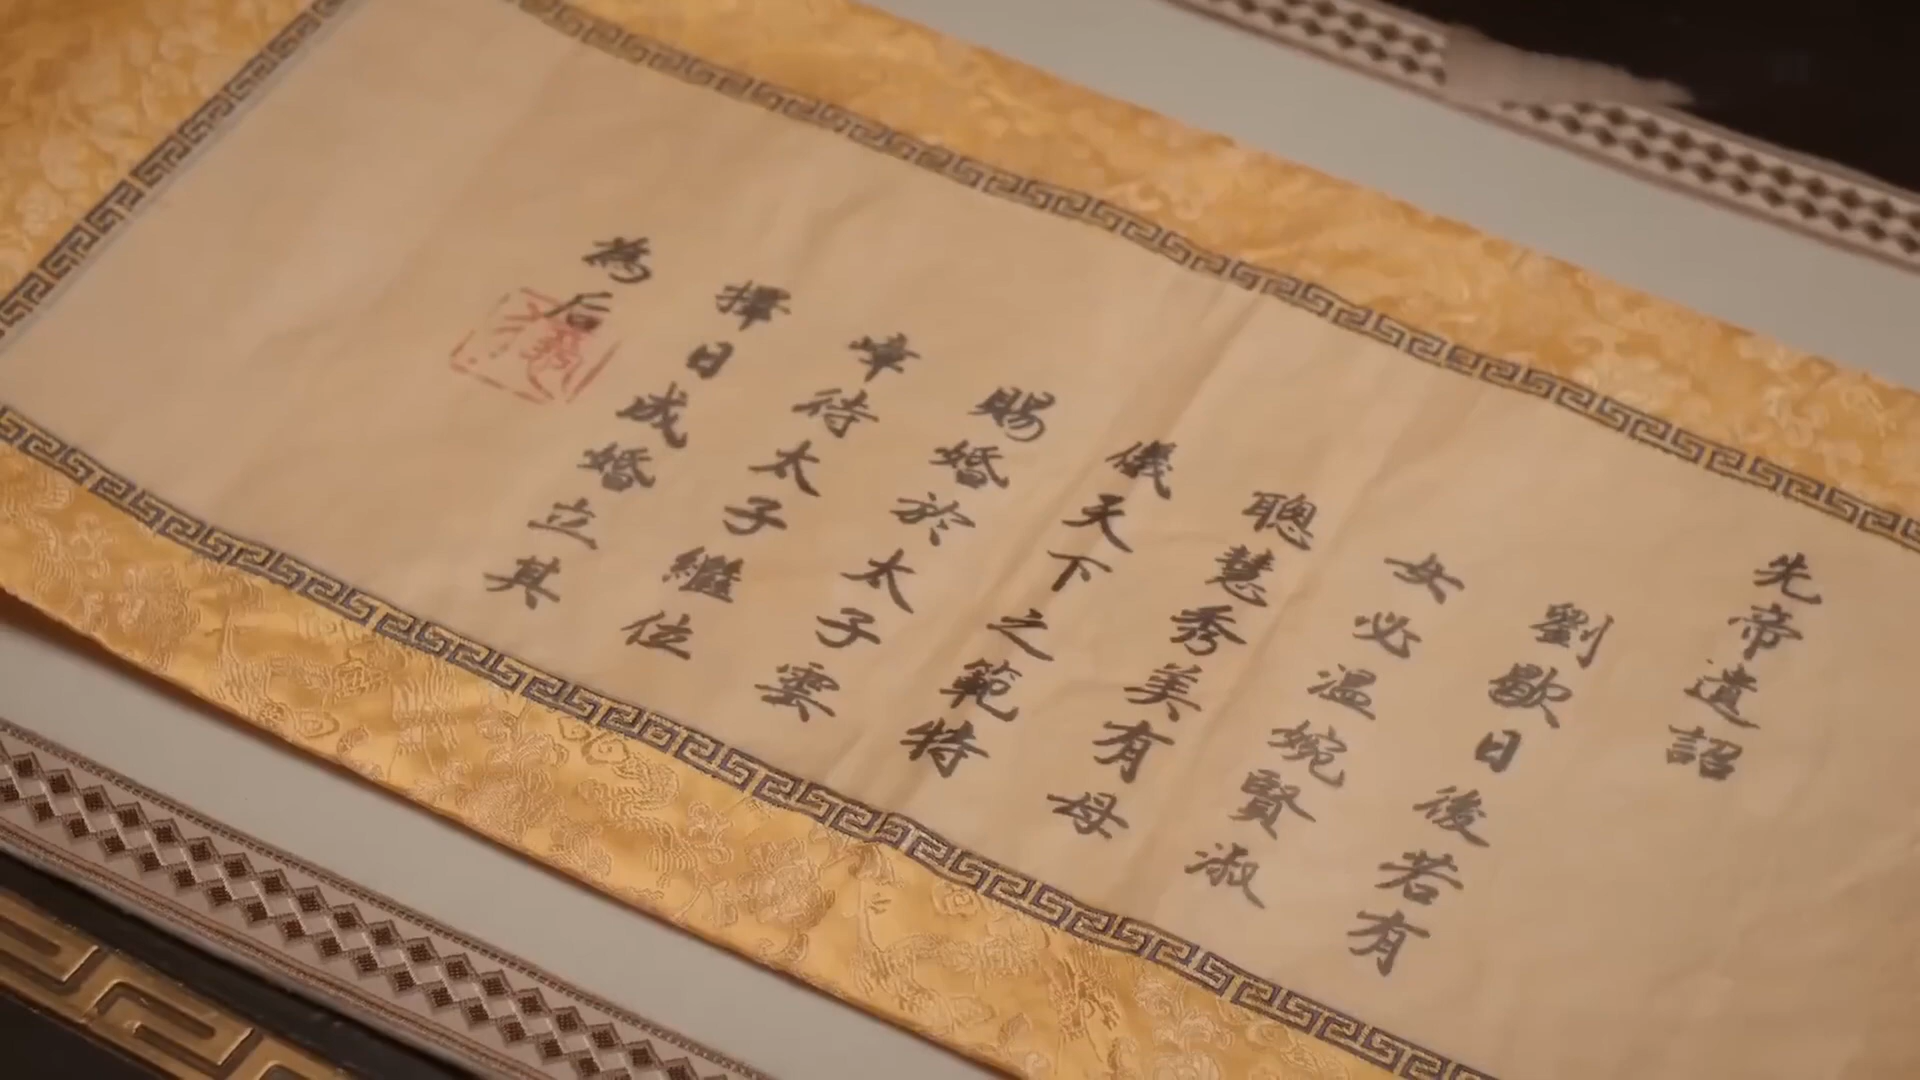 先帝遺詔
劉歇日後若有
女必溫婉賢淑
聰慧秀美有母
儀天下之範特
賜婚於太子雲
峰待太子繼位
擇日成婚立其
為后